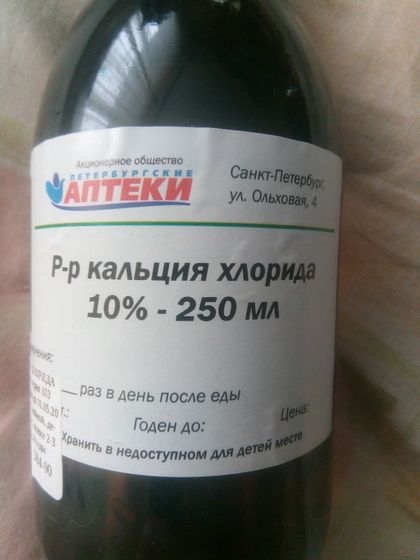 Акционерное общество
ПЕТЕРБУРГСКИЕ
АПТЕКИ
Санкт-Петербург,
ул. Ольховая, 4
Р-р кальция хлорида
10% - 250 мл
раз в день после еды
Годен до:
Цена:
Хранить в недоступном для детей месте